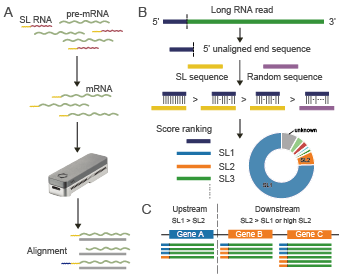 A
SL RNA
pre-mRNA
mRNA
Alignment
B
Long RNA read
5'
3'
5' unaligned end sequence
SL sequence
Random sequence
>
>
>
Score ranking
SL1
SL2
SL3
unknown
SL2
SL1
C
Upstream
SL1 > SL2
Downstream
SL2 > SL1 or high SL2
Gene A
Gene B
Gene C